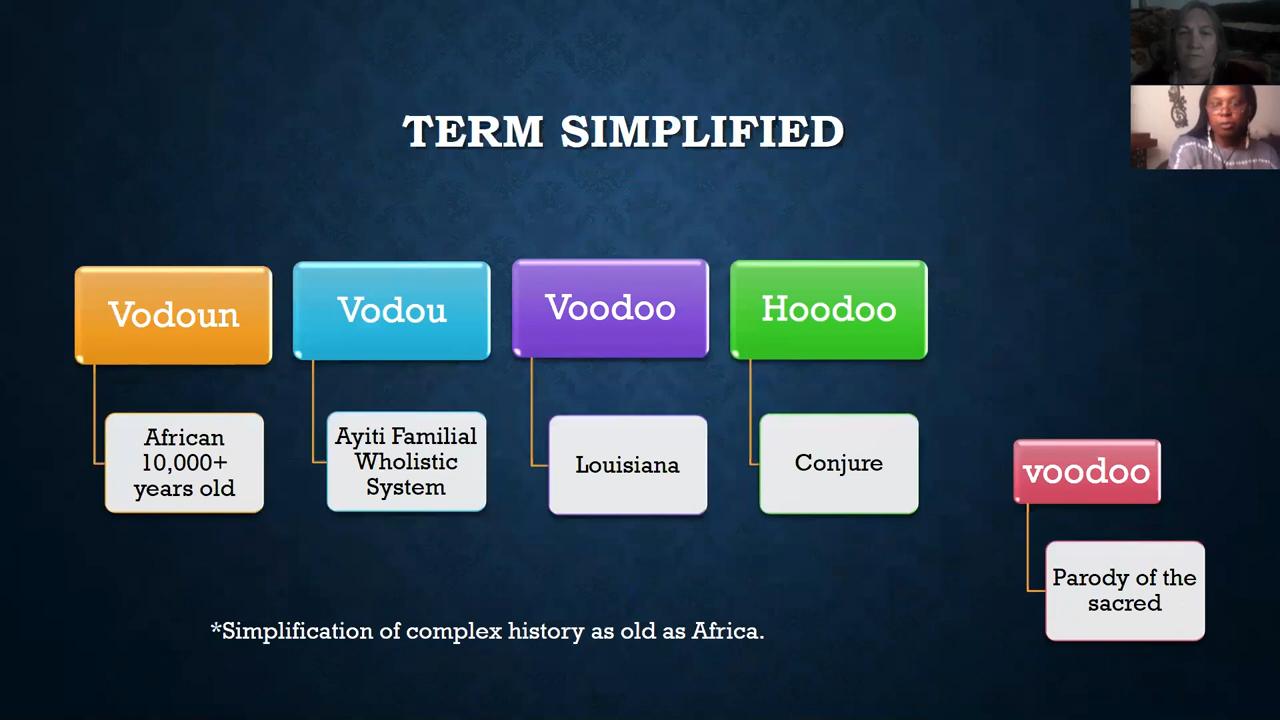 TERM SIMPLIFIED
Vodoun
Vodou
Voodoo
Hoodoo
African
10,000+
years old
Ayiti Familial
Wholistic
System
Louisiana
Conjure
voodoo
Parody of the
sacred
*Simplification of complex history as old as Africa.